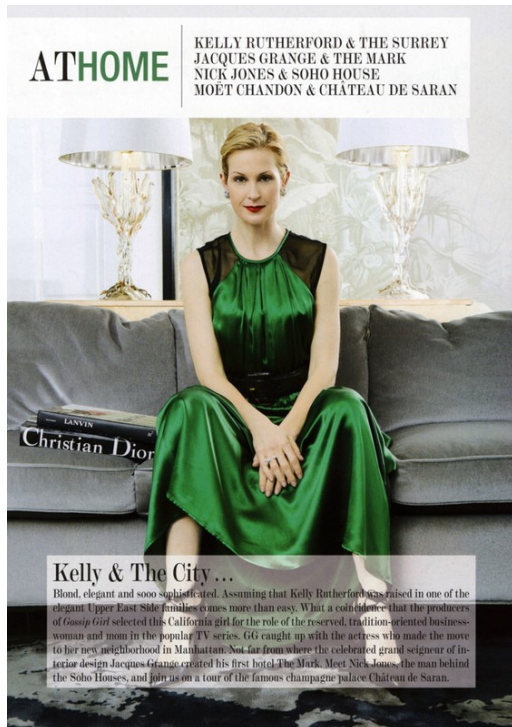 ATHOME
KELLY RUTHERFORD & THE SURREY
JACQUES GRANGE & THE MARK
NICK JONES & SOHO HOUSE
MOËT CHANDON & CHÂTEAU DE SARAN
LANVIN
Christian Dior
Kelly & The City...
Blond, elegant and sooo sophisticated. Assuming that Kelly Rutherford was raised in one of the
elegant Upper East Side families comes more than easy. What a coincidence that the producers
of Gossip Girl selected this California girl for the role of the reserved, tradition-oriented business-
woman and mom in the popular TV series. GG caught up with the actress who made the move
to her new neighborhood in Manhattan. Not far from where the celebrated grand seigneur of in-
terior design Jacques Grange created his first hotel The Mark. Meet Nick Jones, the man behind
the Soho Houses, and join us on a tour of the famous champagne palace Château de Saran.